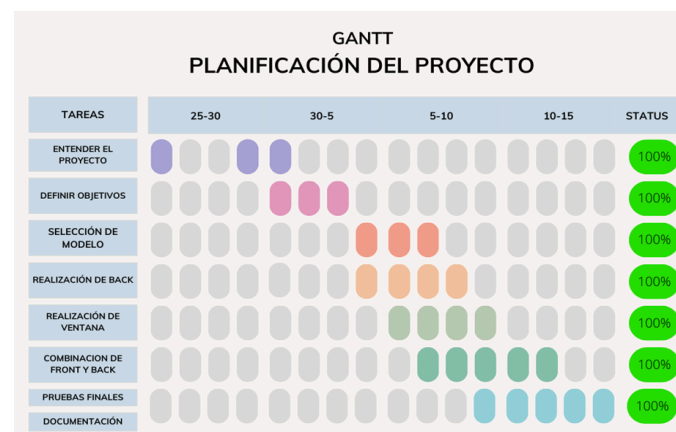 GANTT
PLANIFICACIÓN DEL PROYECTO
TAREAS 25-30 30-5 5-10 10-15 STATUS
ENTENDER EL
PROYECTO
100%
DEFINIR OBJETIVOS
100%
SELECCIÓN DE
MODELO
100%
REALIZACIÓN DE BACK
100%
REALIZACIÓN DE
VENTANA
100%
COMBINACION DE
FRONT Y BACK
100%
PRUEBAS FINALES
100%
DOCUMENTACIÓN